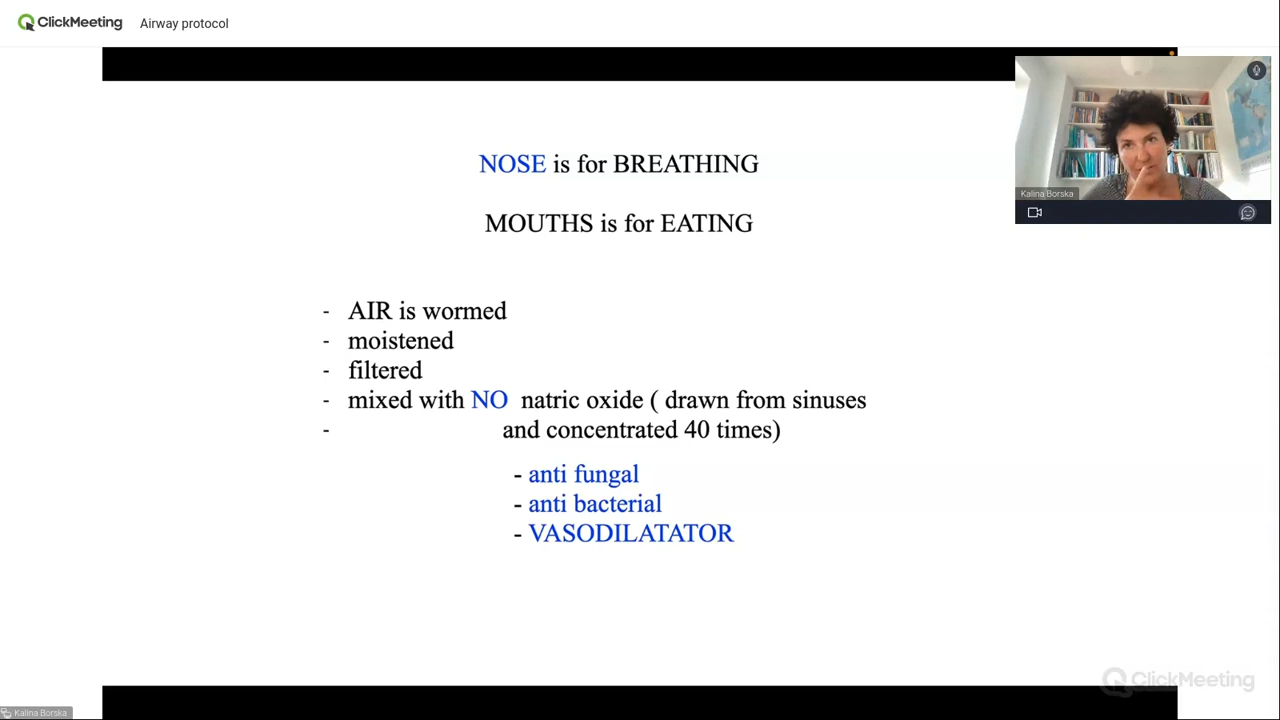 ClickMeeting Airway protocol
Kalina Borska
NOSE is for BREATHING
MOUTHS is for EATING
- AIR is wormed
- moistened
- filtered
- mixed with NO natric oxide ( drawn from sinuses
- and concentrated 40 times)
- anti fungal
- anti bacterial
- VASODILATATOR
ClickMeeting
Kalina Borska